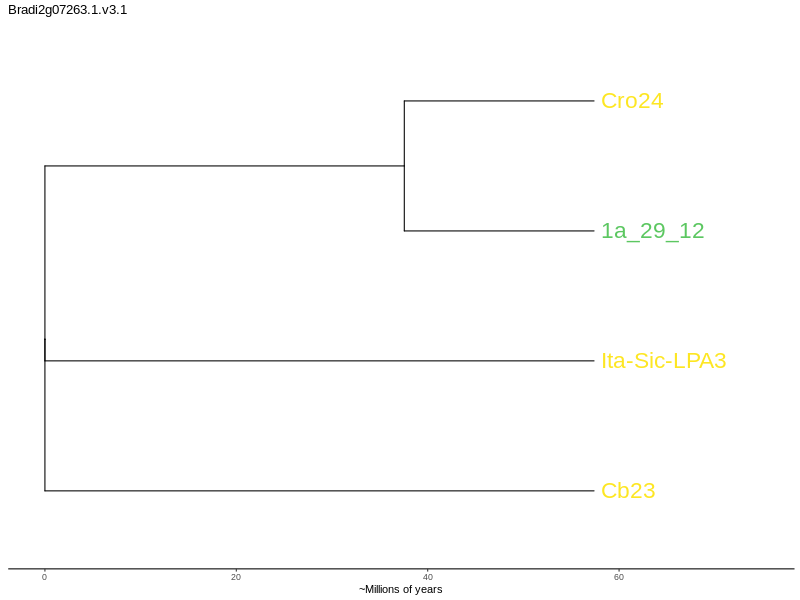 Bradi2g07263.1.v3.1
Cro24
1a_29_12
Ita-Sic-LPA3
Cb23
0 20 40 60
~Millions of years